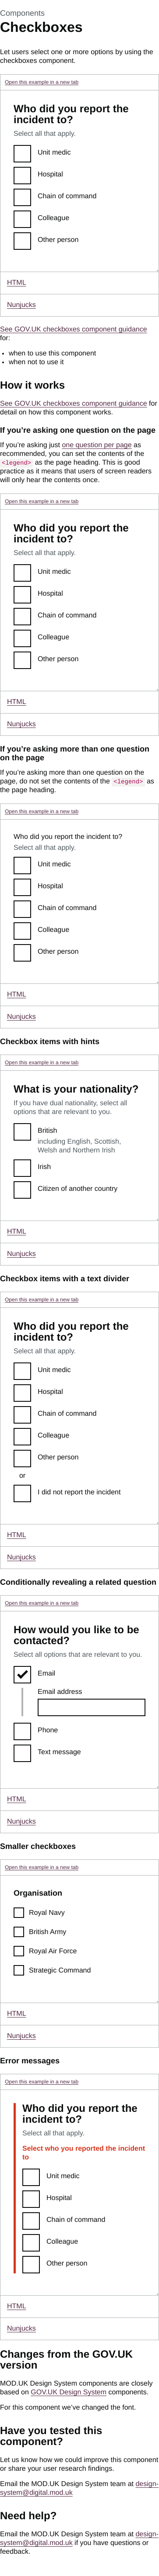 Components
Checkboxes
Let users select one or more options by using the
checkboxes component.
Open this example in a new tab
Who did you report the
incident to?
Select all that apply.
Unit medic
Hospital
Chain of command
Colleague
Other person
HTML
Nunjucks
See GOV.UK checkboxes component guidance
for:
• when to use this component
• when not to use it
How it works
See GOV.UK checkboxes component guidance for
detail on how this component works.
If you’re asking one question on the page
If you’re asking just one question per page as
recommended, you can set the contents of the
<legend> as the page heading. This is good
practice as it means that users of screen readers
will only hear the contents once.
Open this example in a new tab
Who did you report the
incident to?
Select all that apply.
Unit medic
Hospital
Chain of command
Colleague
Other person
HTML
Nunjucks
If you’re asking more than one question
on the page
If you’re asking more than one question on the
page, do not set the contents of the <legend> as
the page heading.
Open this example in a new tab
Who did you report the incident to?
Select all that apply.
Unit medic
Hospital
Chain of command
Colleague
Other person
HTML
Nunjucks
Checkbox items with hints
Open this example in a new tab
What is your nationality?
If you have dual nationality, select all
options that are relevant to you.
British
including English, Scottish,
Welsh and Northern Irish
Irish
Citizen of another country
HTML
Nunjucks
Checkbox items with a text divider
Open this example in a new tab
Who did you report the
incident to?
Select all that apply.
Unit medic
Hospital
Chain of command
Colleague
Other person
or
I did not report the incident
HTML
Nunjucks
Conditionally revealing a related question
Open this example in a new tab
How would you like to be
contacted?
Select all options that are relevant to you.
Email
Email address
Phone
Text message
HTML
Nunjucks
Smaller checkboxes
Open this example in a new tab
Organisation
Royal Navy
British Army
Royal Air Force
Strategic Command
HTML
Nunjucks
Error messages
Open this example in a new tab
Who did you report the
incident to?
Select all that apply.
Select who you reported the incident
to
Unit medic
Hospital
Chain of command
Colleague
Other person
HTML
Nunjucks
Changes from the GOV.UK
version
MOD.UK Design System components are closely
based on GOV.UK Design System components.
For this component we’ve changed the font.
Have you tested this
component?
Let us know how we could improve this component
or share your user research findings.
Email the MOD.UK Design System team at design-
system@digital.mod.uk
Need help?
Email the MOD.UK Design System team at design-
system@digital.mod.uk if you have questions or
feedback.